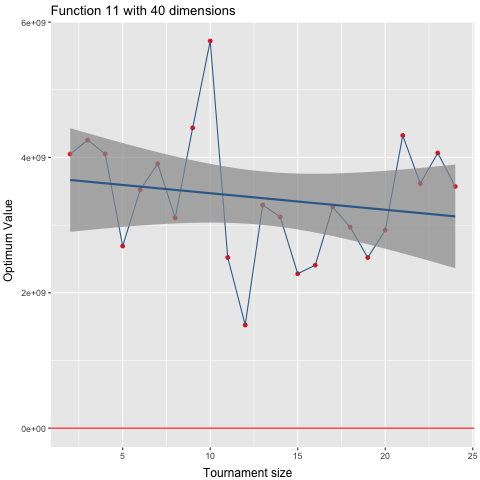 Function 11 with 40 dimensions
Optimum Value
6e+09
4e+09
2e+09
0e+00
5
10
15
20
25
Tournament size